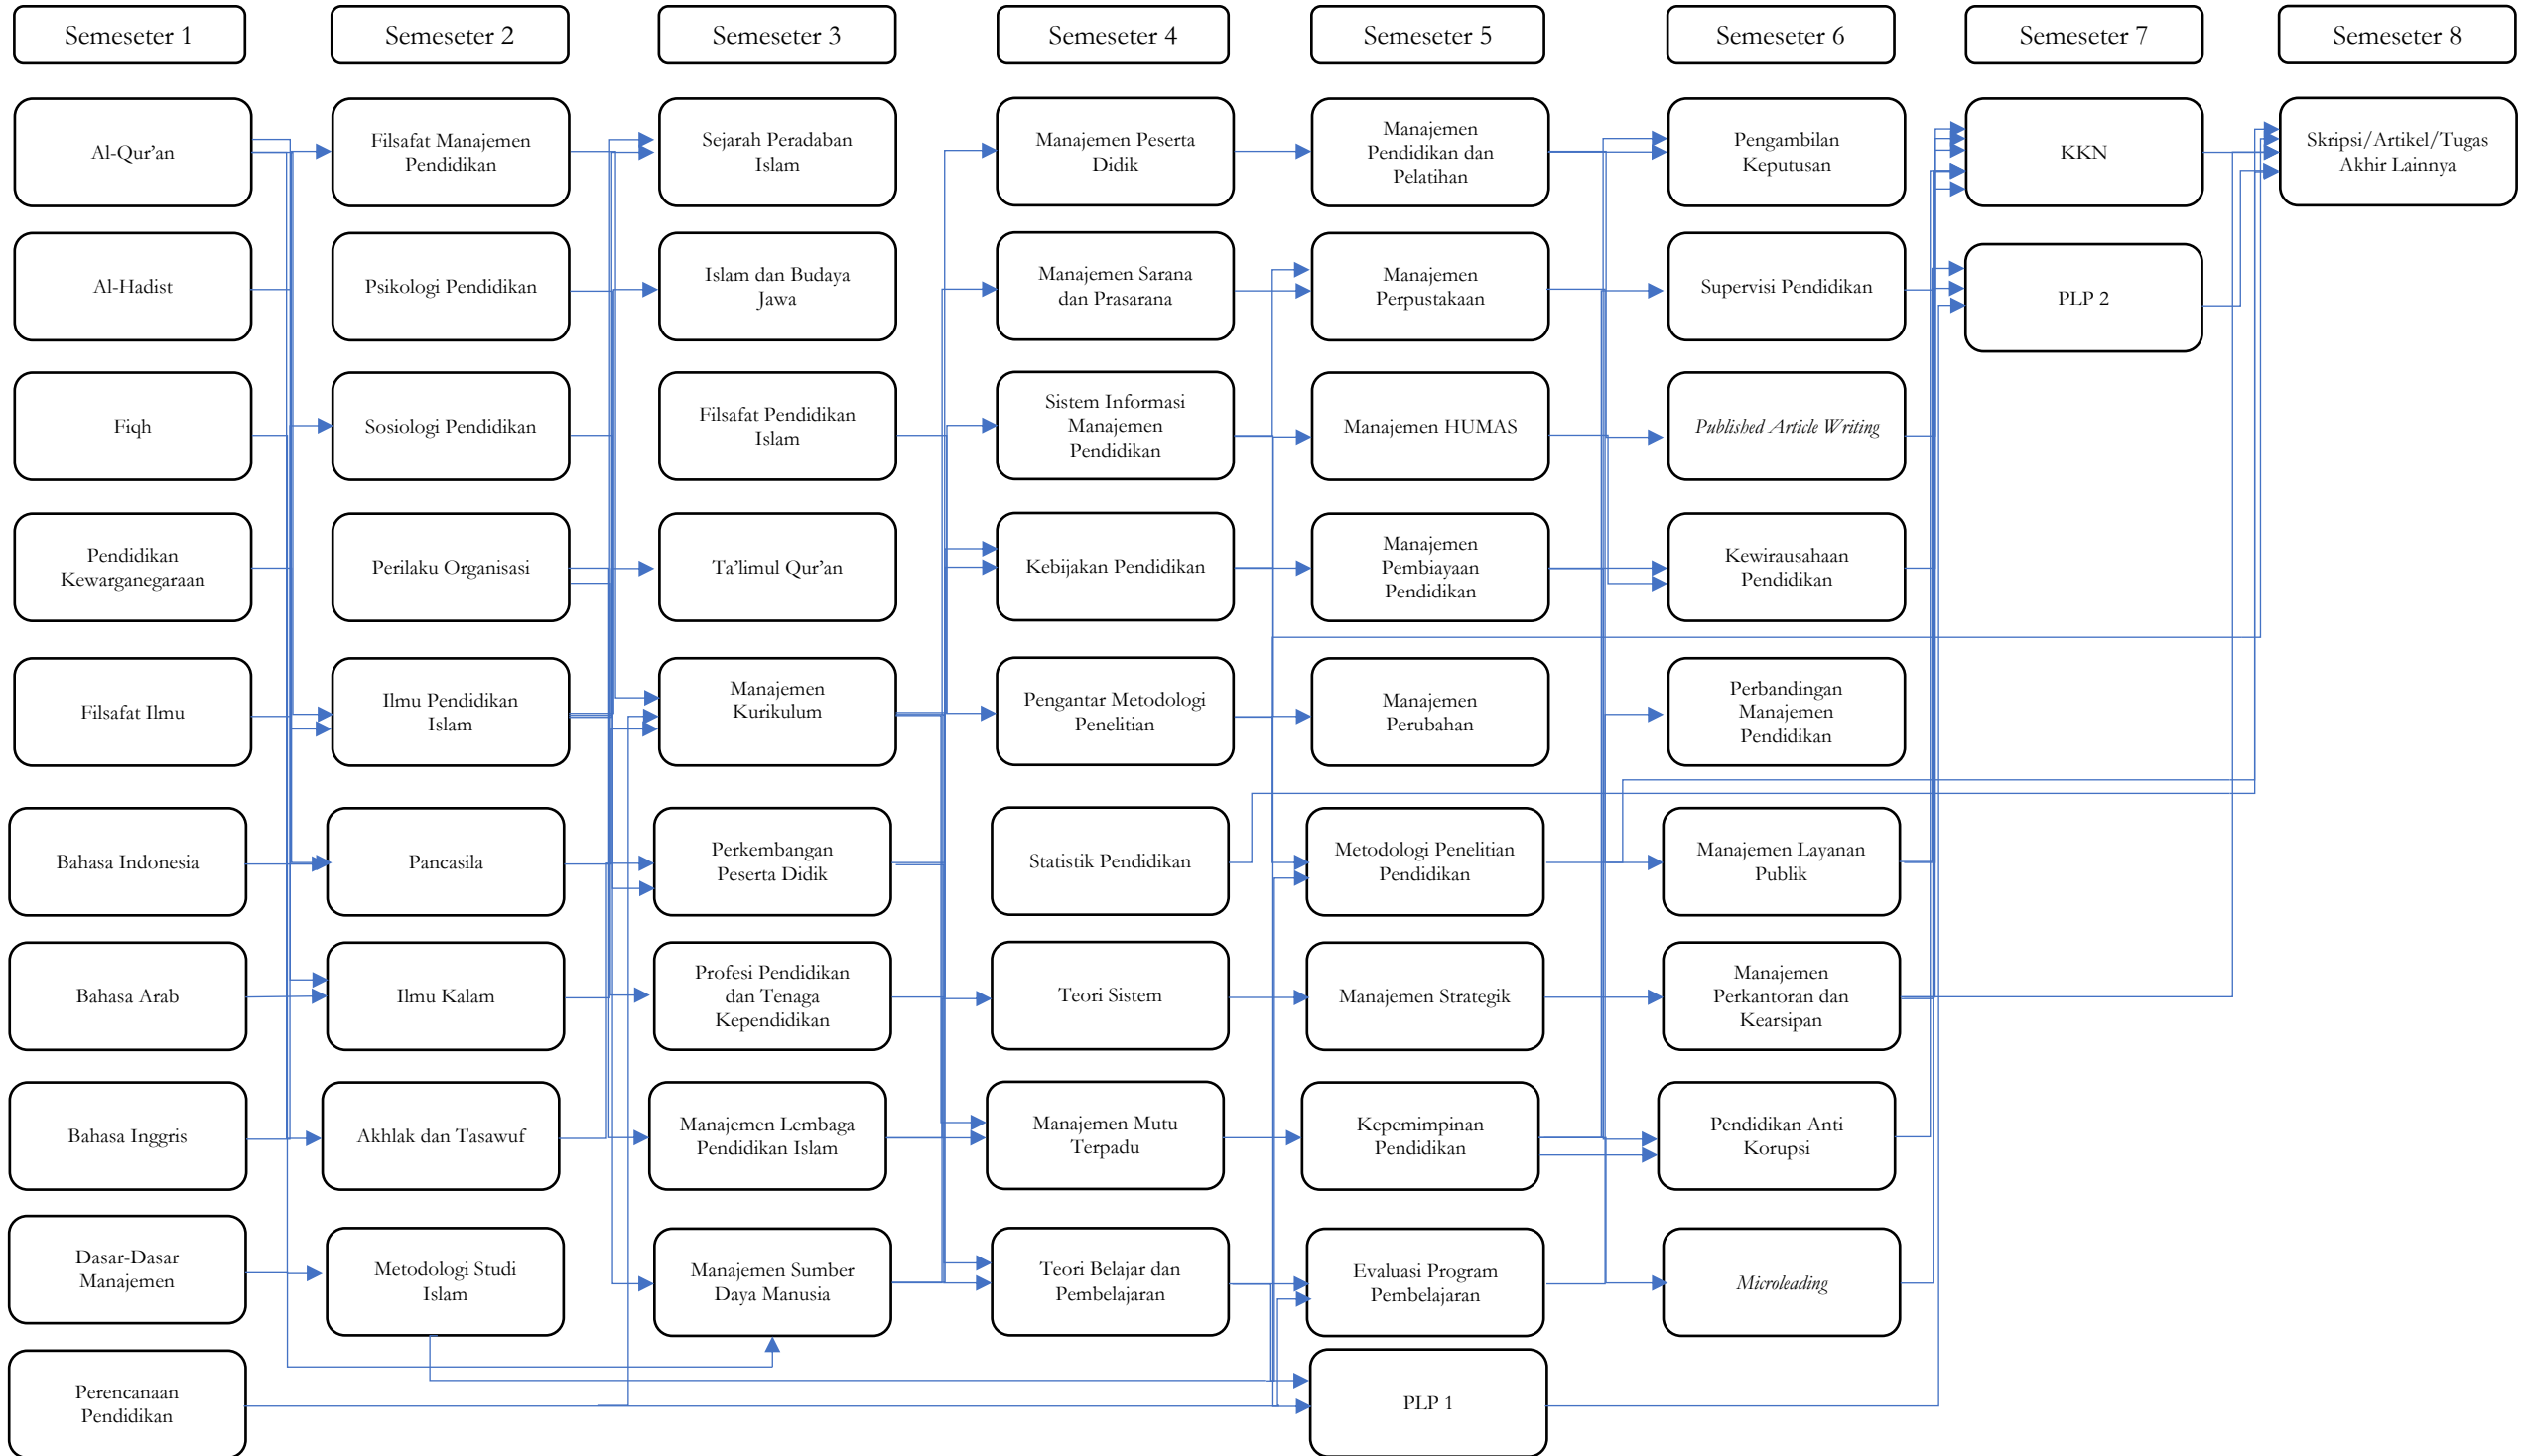 Semeseter 1
Semeseter 2
Semeseter 3
Semeseter 4
Semeseter 5
Semeseter 6
Semeseter 7
Semeseter 8
Al-Qur’an
Al-Hadist
Fiqh
Pendidikan
Kewarganegaraan
Filsafat Ilmu
Bahasa Indonesia
Bahasa Arab
Bahasa Inggris
Dasar-Dasar
Manajemen
Perencanaan
Pendidikan
Filsafat Manajemen
Pendidikan
Psikologi Pendidikan
Sosiologi Pendidikan
Perilaku Organisasi
Ilmu Pendidikan
Islam
Pancasila
Ilmu Kalam
Akhlak dan Tasawuf
Metodologi Studi
Islam
Sejarah Peradaban
Islam
Islam dan Budaya
Jawa
Filsafat Pendidikan
Islam
Ta’limul Qur’an
Manajemen
Kurikulum
Perkembangan
Peserta Didik
Profesi Pendidikan
dan Tenaga
Kependidikan
Manajemen Lembaga
Pendidikan Islam
Manajemen Sumber
Daya Manusia
Manajemen Peserta
Didik
Manajemen Sarana
dan Prasarana
Sistem Informasi
Manajemen
Pendidikan
Kebijakan Pendidikan
Pengantar Metodologi
Penelitian
Statistik Pendidikan
Teori Sistem
Manajemen Mutu
Terpadu
Teori Belajar dan
Pembelajaran
Manajemen
Pendidikan dan
Pelatihan
Manajemen
Perpustakaan
Manajemen HUMAS
Manajemen
Pembiayaan
Pendidikan
Manajemen
Perubahan
Metodologi Penelitian
Pendidikan
Manajemen Strategik
Kepemimpinan
Pendidikan
Evaluasi Program
Pembelajaran
PLP 1
Pengambilan
Keputusan
Supervisi Pendidikan
Published Article Writing
Kewirausahaan
Pendidikan
Perbandingan
Manajemen
Pendidikan
Manajemen Layanan
Publik
Manajemen
Perkantoran dan
Kearsipan
Pendidikan Anti
Korupsi
Microleading
KKN
PLP 2
Skripsi/Artikel/Tugas
Akhir Lainnya